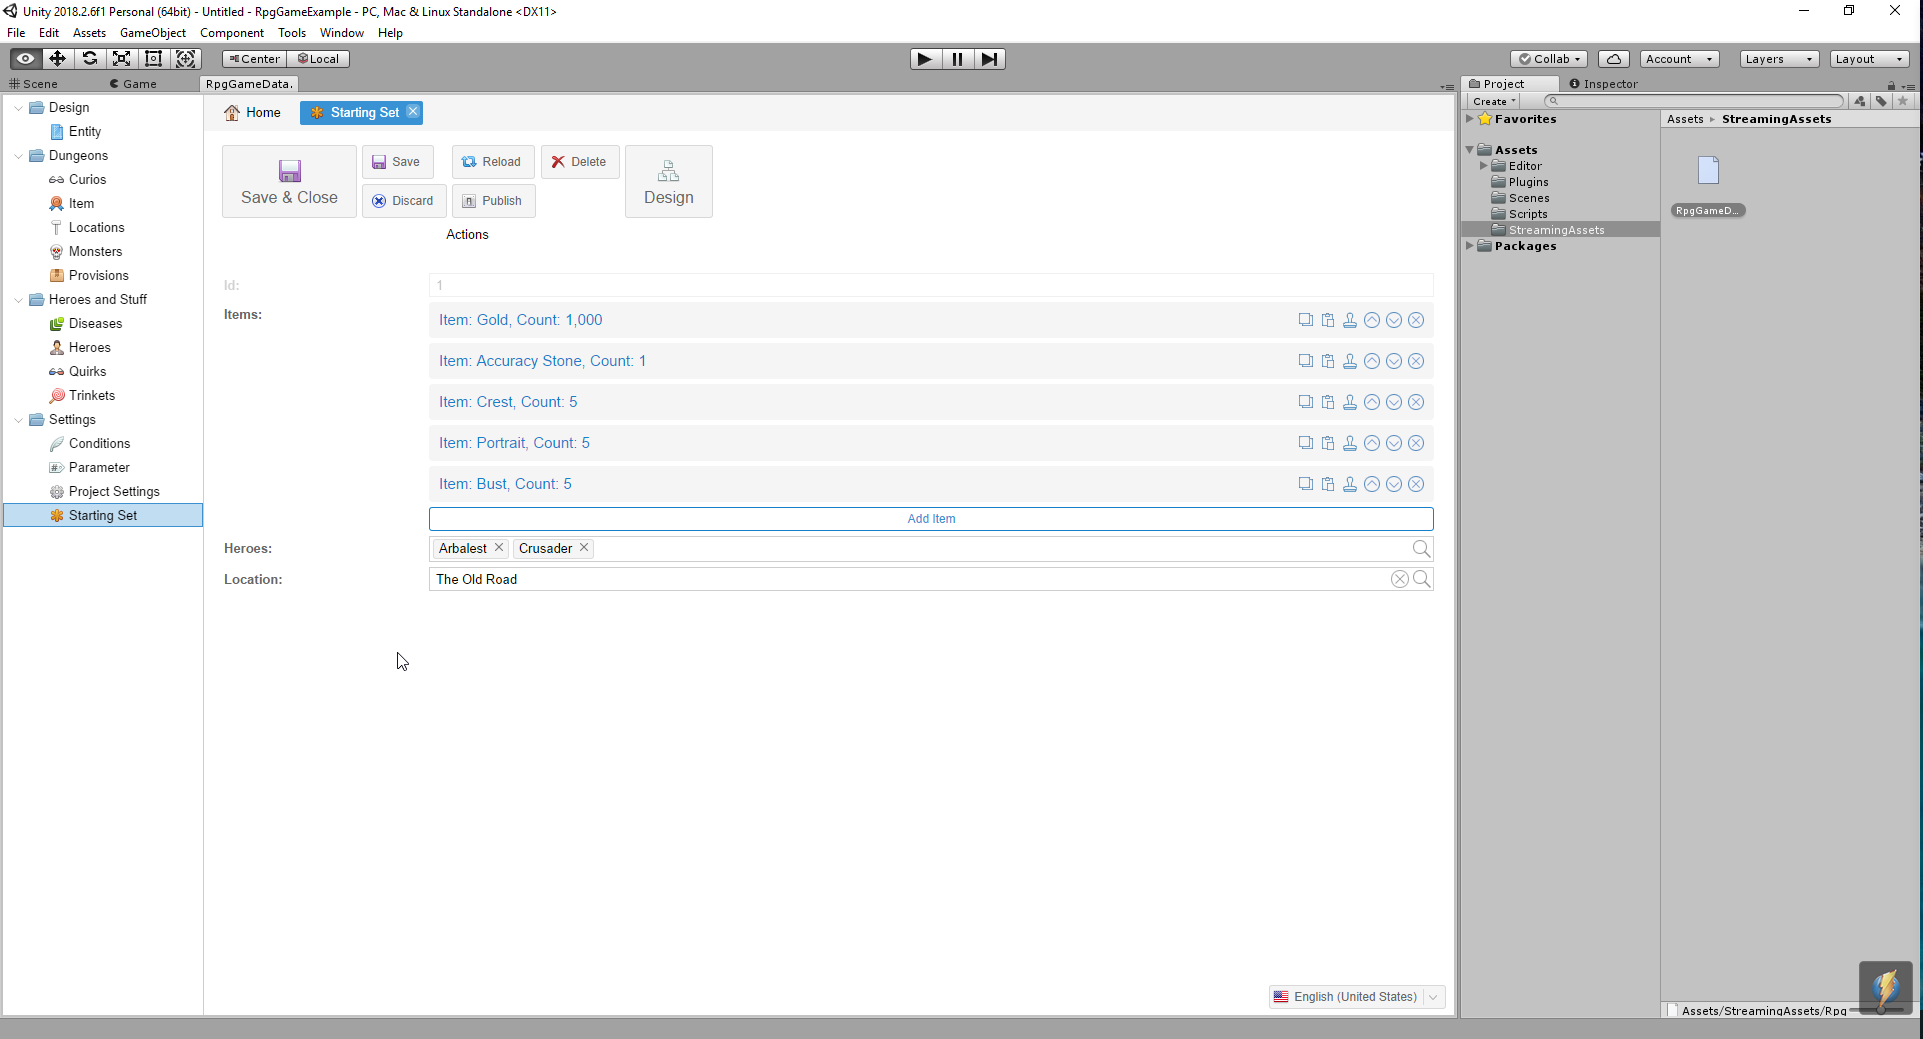 Unity 2018.2.6f1 Personal (64bit) - Untitled - RpgGameExample - PC, Mac & Linux Standalone <DX11>
File Edit Assets GameObject Component Tools Window Help
Center Local Collab Account Layers Layout
Scene Game RpgGameData. Project Inspector
Create
Design
Entity
Dungeons
Curios
Item
Locations
Monsters
Provisions
Heroes and Stuff
Diseases
Heroes
Quirks
Trinkets
Settings
Conditions
Parameter
Project Settings
Starting Set
Home Starting Set
Save & Close Save Reload Delete Design
Discard Publish
Actions
Id: 1
Items: Item: Gold, Count: 1,000
Item: Accuracy Stone, Count: 1
Item: Crest, Count: 5
Item: Portrait, Count: 5
Item: Bust, Count: 5
Add Item
Heroes: Arbalest Crusader
Location: The Old Road
English (United States)
Favorites
Assets
Editor
Plugins
Scenes
Scripts
StreamingAssets
Packages
Assets StreamingAssets
RpgGameD...
Assets/StreamingAssets/Rpg